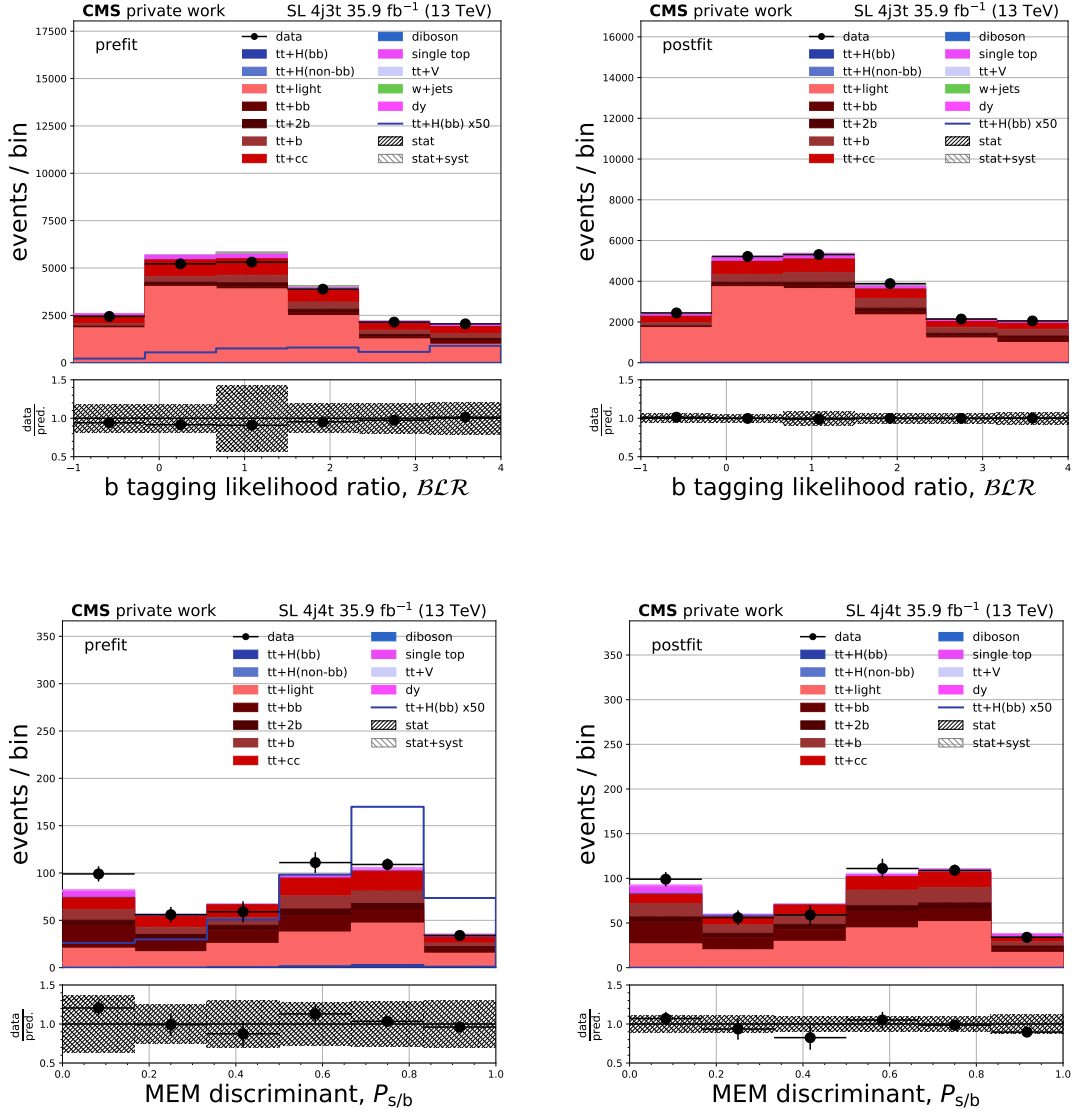 CMS private work SL 4j3t 35.9 fb⁻¹ (13 TeV)
prefit
data
tt+H(bb)
tt+H(non-bb)
tt+light
tt+bb
tt+2b
tt+b
tt+cc
diboson
single top
tt+V
w+jets
dy
tt+H(bb) x50
stat
stat+syst
events / bin
17500
15000
12500
10000
7500
5000
2500
0
data
pred.
1.5
1.0
0.5
−1 0 1 2 3 4
b tagging likelihood ratio, BLR
CMS private work SL 4j3t 35.9 fb⁻¹ (13 TeV)
postfit
data
tt+H(bb)
tt+H(non-bb)
tt+light
tt+bb
tt+2b
tt+b
tt+cc
diboson
single top
tt+V
w+jets
dy
tt+H(bb) x50
stat
stat+syst
events / bin
16000
14000
12000
10000
8000
6000
4000
2000
0
data
pred.
1.5
1.0
0.5
−1 0 1 2 3 4
b tagging likelihood ratio, BLR
CMS private work SL 4j4t 35.9 fb⁻¹ (13 TeV)
prefit
data
tt+H(bb)
tt+H(non-bb)
tt+light
tt+bb
tt+2b
tt+b
tt+cc
diboson
single top
tt+V
dy
tt+H(bb) x50
stat
stat+syst
events / bin
350
300
250
200
150
100
50
0
data
pred.
1.5
1.0
0.5
0.0 0.2 0.4 0.6 0.8 1.0
MEM discriminant, P_s/b
CMS private work SL 4j4t 35.9 fb⁻¹ (13 TeV)
postfit
data
tt+H(bb)
tt+H(non-bb)
tt+light
tt+bb
tt+2b
tt+b
tt+cc
diboson
single top
tt+V
dy
tt+H(bb) x50
stat
stat+syst
events / bin
350
300
250
200
150
100
50
0
data
pred.
1.5
1.0
0.5
0.0 0.2 0.4 0.6 0.8 1.0
MEM discriminant, P_s/b